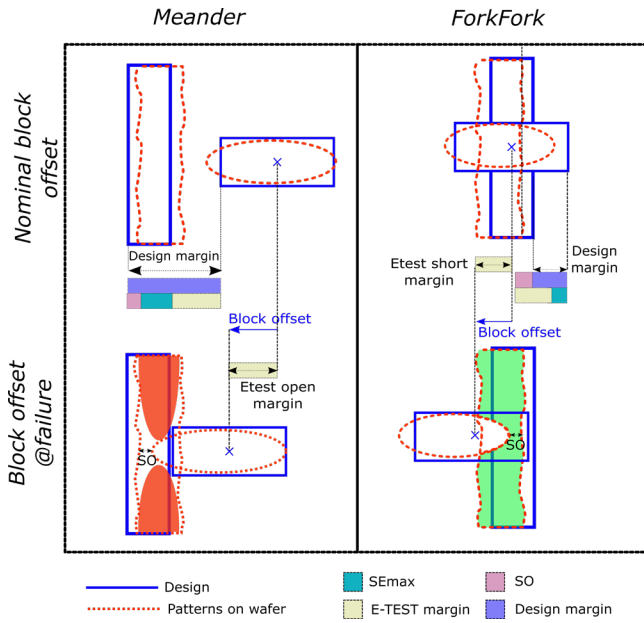 Meander
ForkFork
Nominal block
offset
Design margin
Etest short
margin
Design
margin
Block offset
Block offset
Etest open
margin
Block offset
@failure
SO
SO
Design
Patterns on wafer
SEmax
E-TEST margin
SO
Design margin